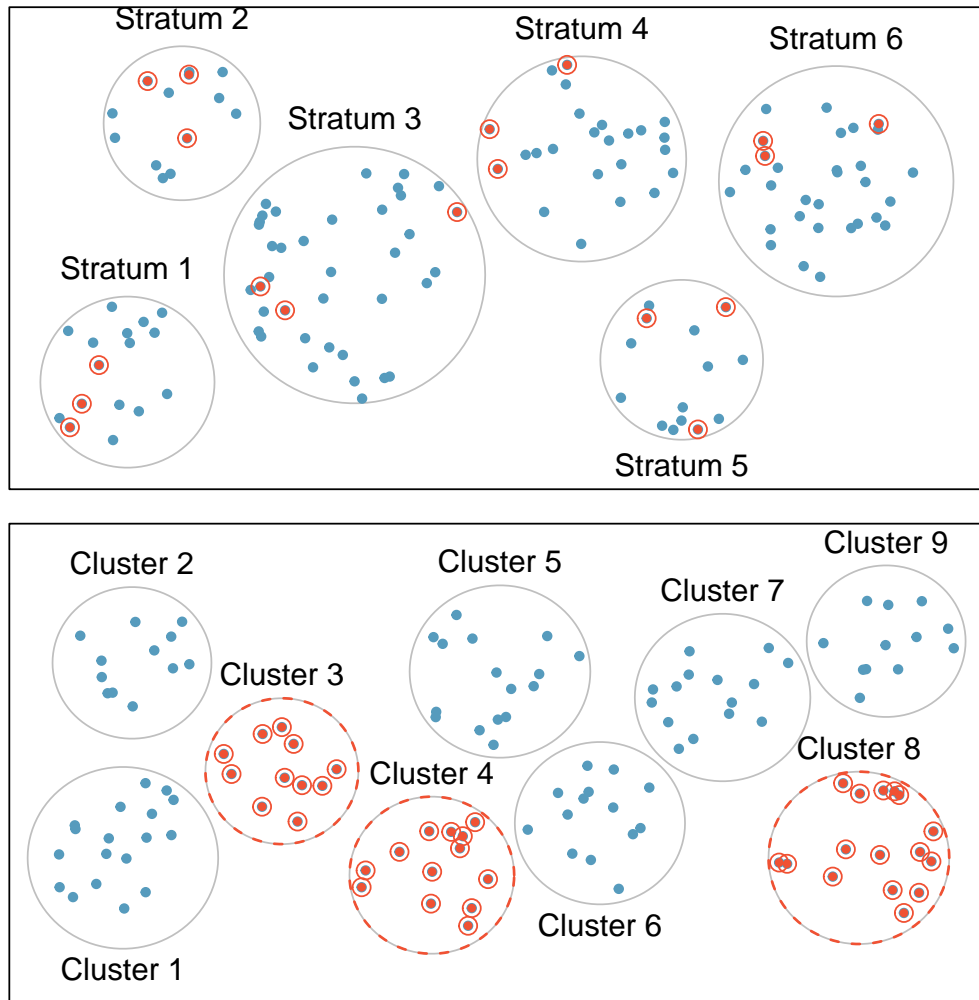 Stratum 2
Stratum 4
Stratum 6
Stratum 3
Stratum 1
Stratum 5
Cluster 9
Cluster 2
Cluster 5
Cluster 7
Cluster 3
Cluster 8
Cluster 4
Cluster 6
Cluster 1